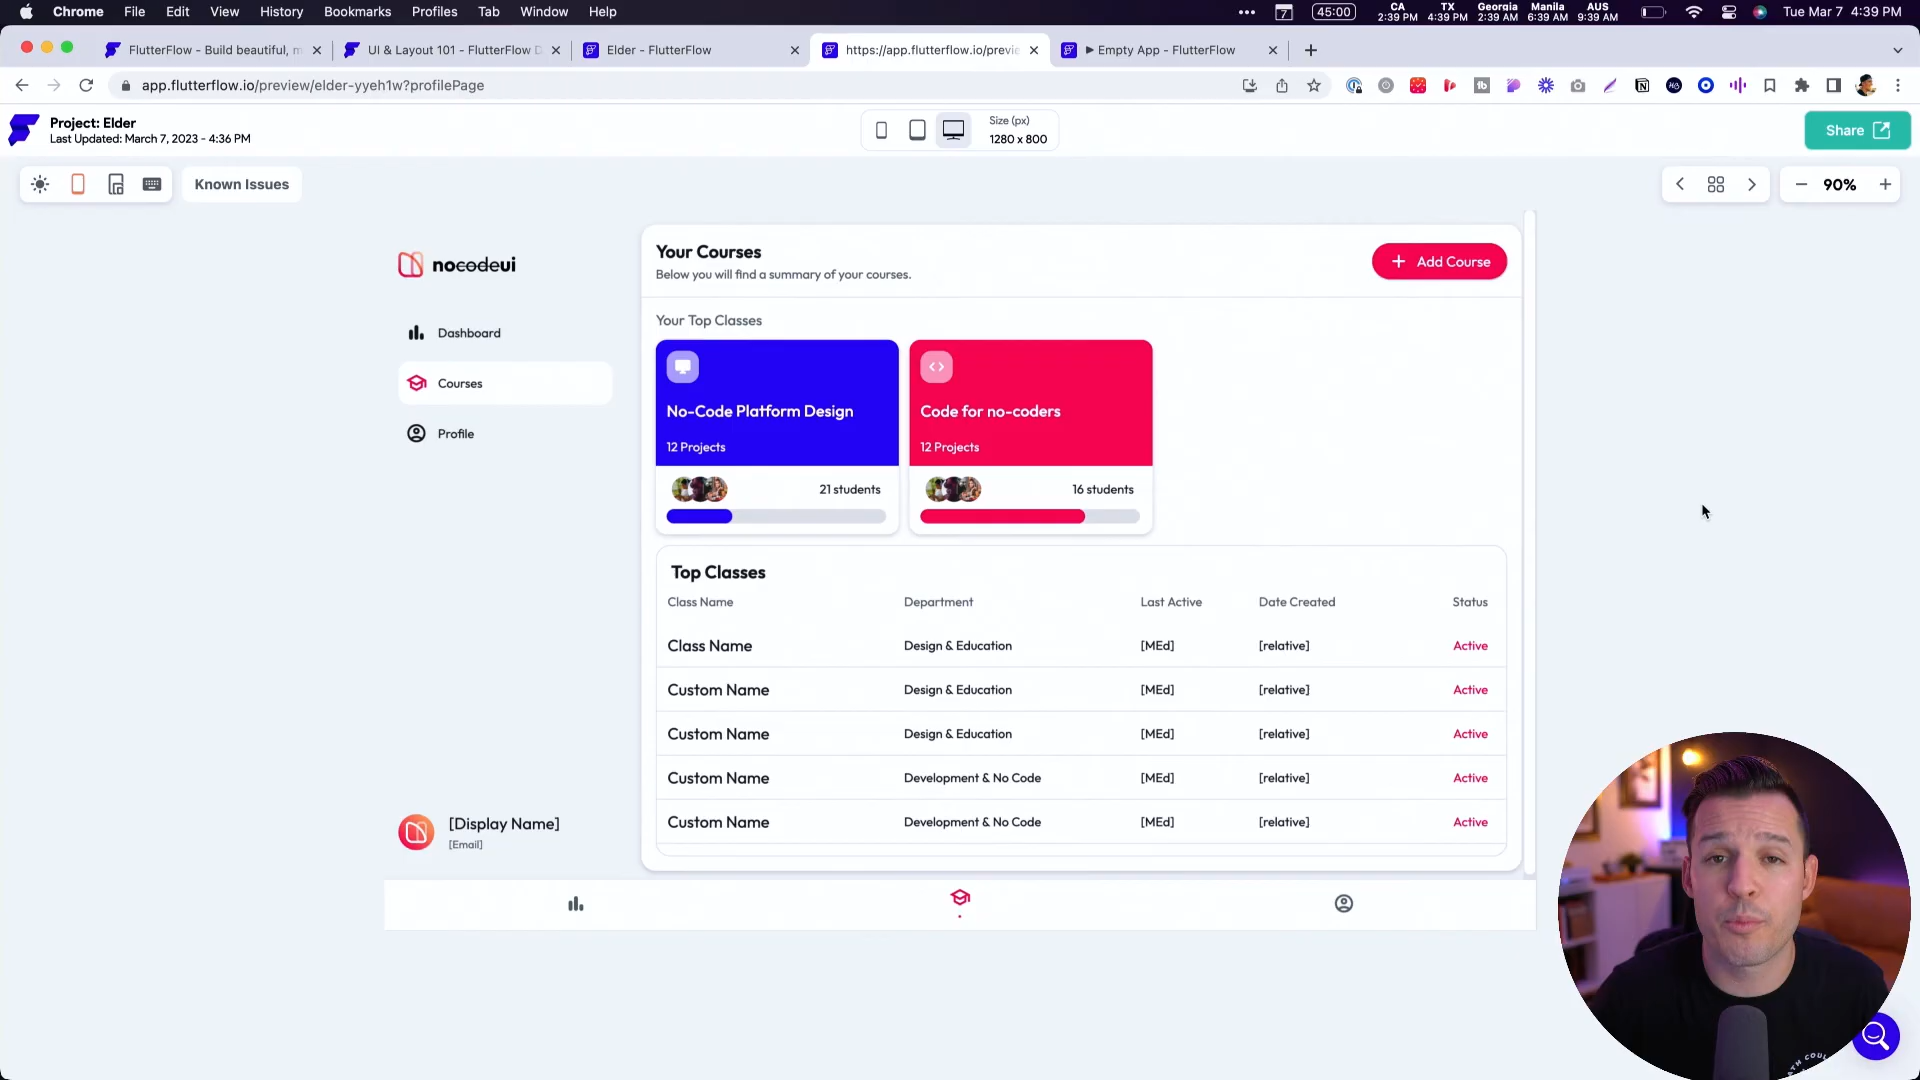 Chrome File Edit View History Bookmarks Profiles Tab Window Help
7 45:00 CA 2:39 PM TX 4:39 PM Georgia 2:39 AM Manila 6:39 AM AUS 9:39 AM Tue Mar 7 4:39 PM
FlutterFlow - Build beautiful, m
UI & Layout 101 - FlutterFlow D
Elder - FlutterFlow
https://app.flutterflow.io/previe
Empty App - FlutterFlow
app.flutterflow.io/preview/elder-yyeh1w?profilePage
Project: Elder
Last Updated: March 7, 2023 - 4:36 PM
Size (px)
1280 x 800
Share
Known Issues
90%
nocodeui
Dashboard
Courses
Profile
[Display Name]
[Email]
Your Courses
Below you will find a summary of your courses.
Add Course
Your Top Classes
No-Code Platform Design
12 Projects
21 students
Code for no-coders
12 Projects
16 students
Top Classes
Class Name Department Last Active Date Created Status
Class Name Design & Education [MEd] [relative] Active
Custom Name Design & Education [MEd] [relative] Active
Custom Name Design & Education [MEd] [relative] Active
Custom Name Development & No Code [MEd] [relative] Active
Custom Name Development & No Code [MEd] [relative] Active